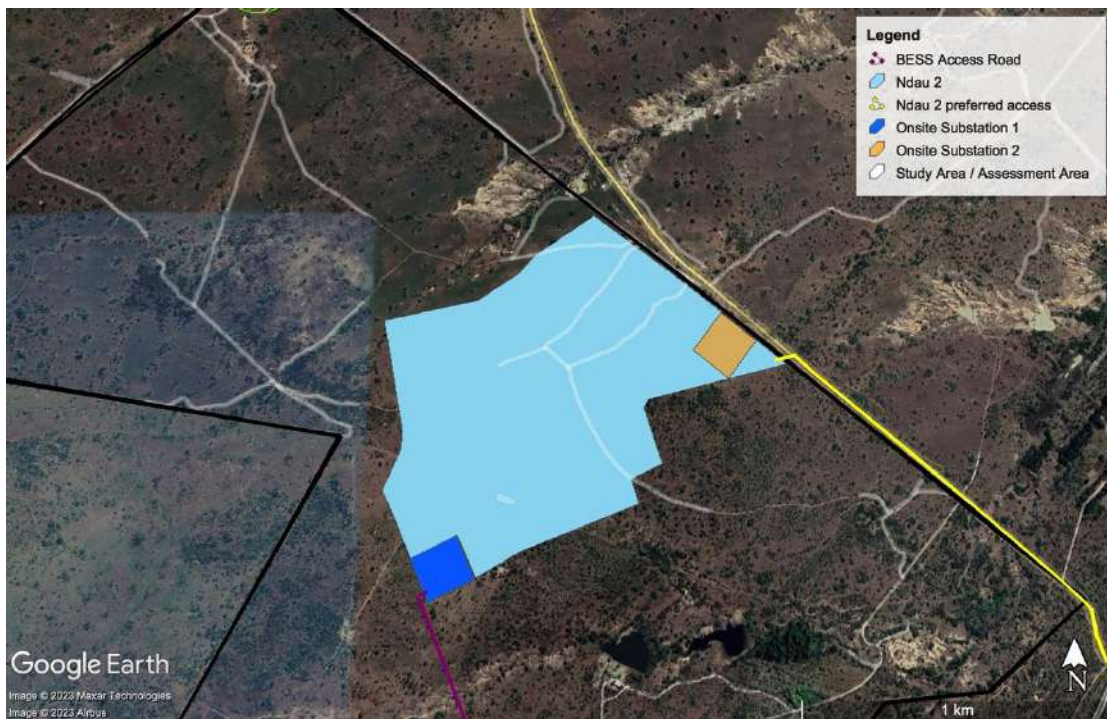 Legend
BESS Access Road
Ndau 2
Ndau 2 preferred access
Onsite Substation 1
Onsite Substation 2
Study Area / Assessment Area
Google Earth
Image © 2023 Maxar Technologies
Image © 2023 Airbus
N
1 km